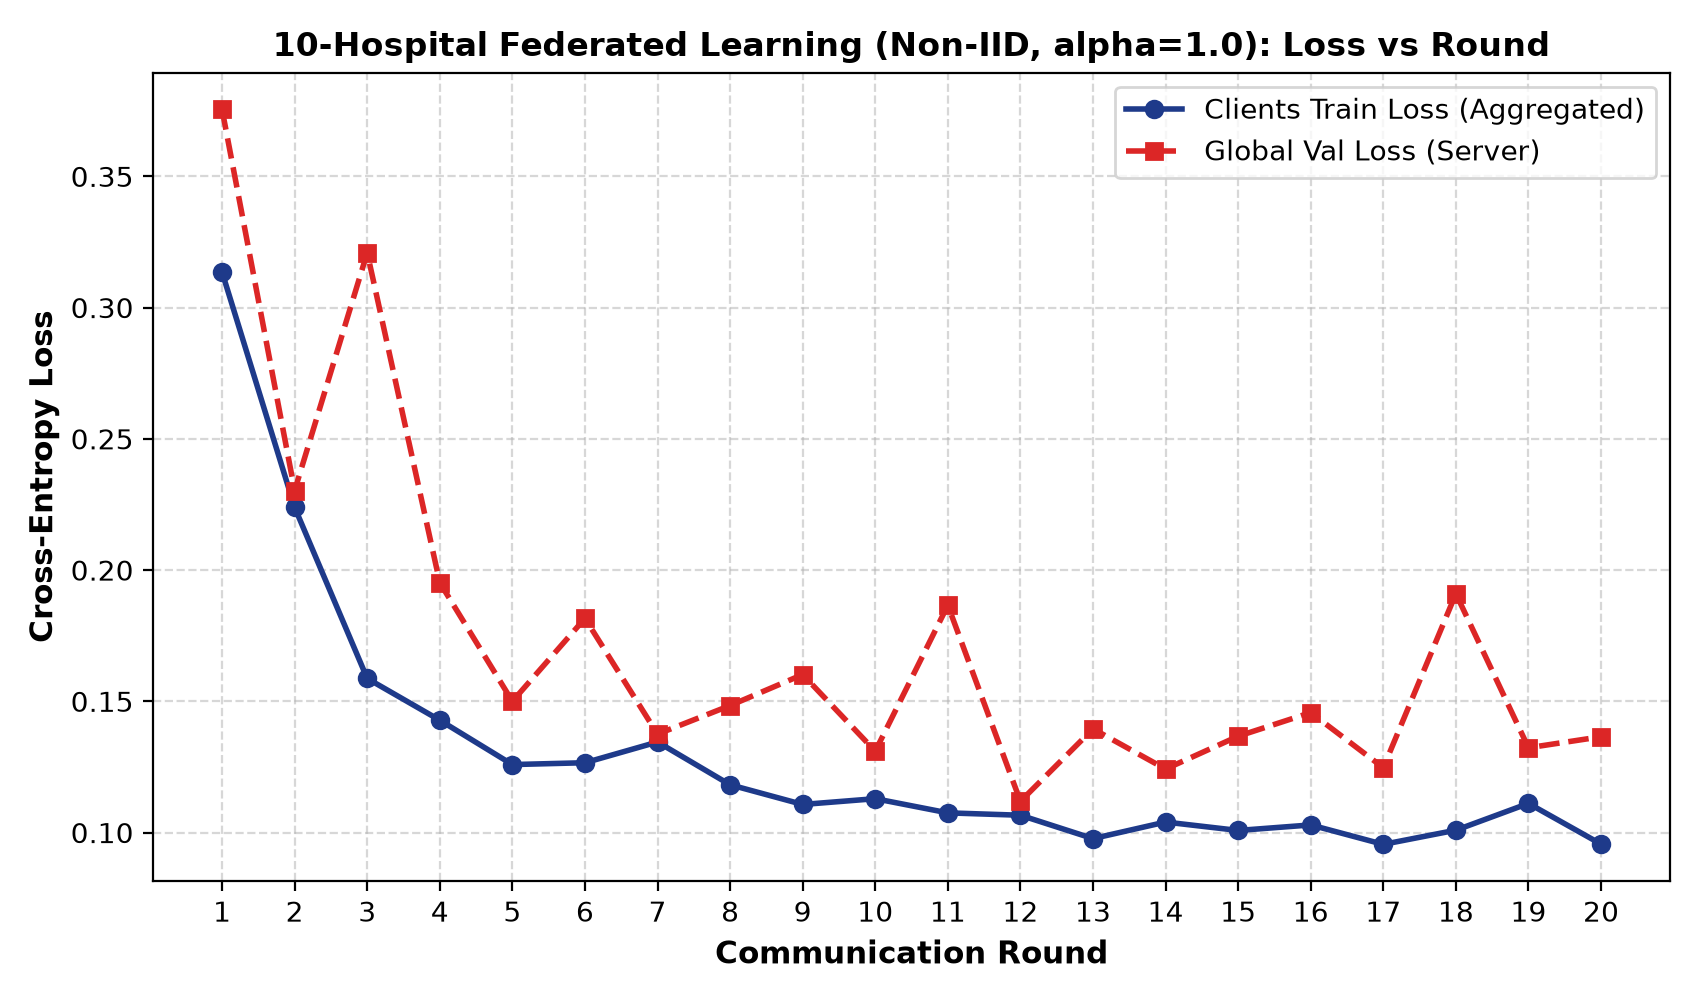 10-Hospital Federated Learning (Non-IID, alpha=1.0): Loss vs Round
Clients Train Loss (Aggregated)
Global Val Loss (Server)
Cross-Entropy Loss
0.35
0.30
0.25
0.20
0.15
0.10
1 2 3 4 5 6 7 8 9 10 11 12 13 14 15 16 17 18 19 20
Communication Round